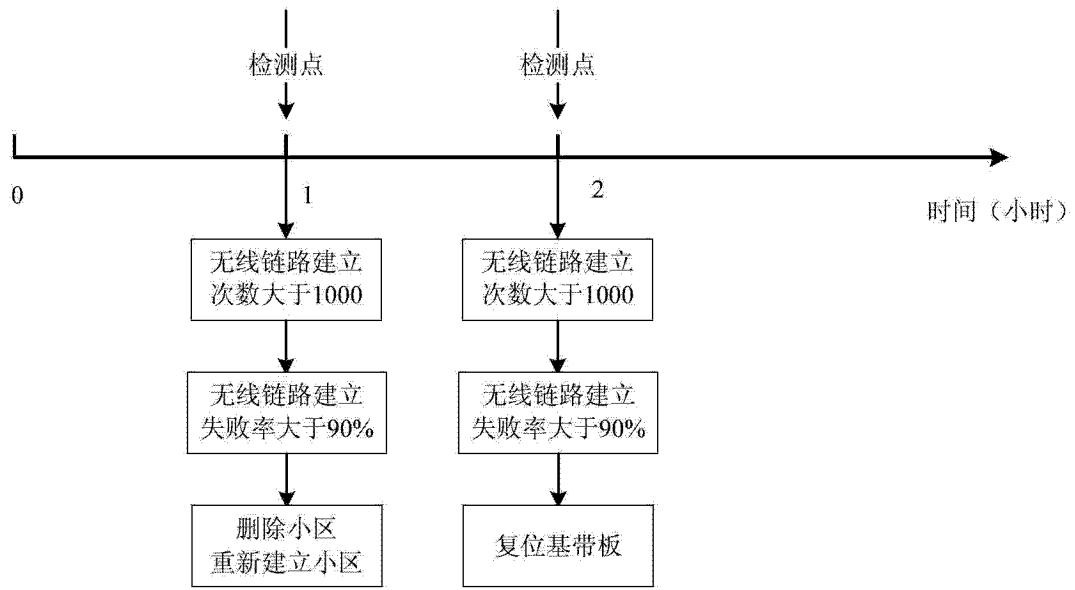 检测点
检测点
0
1
2
时间（小时）
无线链路建立
次数大于1000
无线链路建立
次数大于1000
无线链路建立
失败率大于90%
无线链路建立
失败率大于90%
删除小区
重新建立小区
复位基带板